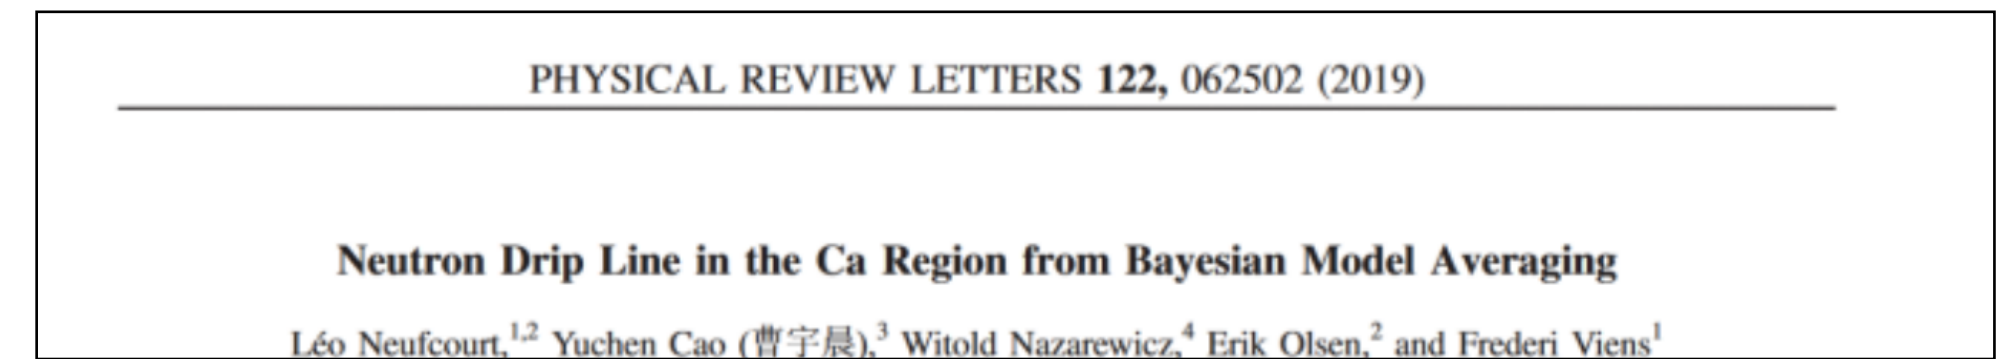 PHYSICAL REVIEW LETTERS 122, 062502 (2019)
Neutron Drip Line in the Ca Region from Bayesian Model Averaging
Léo Neufcourt,1,2 Yuchen Cao (曹宇晨),3 Witold Nazarewicz,4 Erik Olsen,2 and Frederi Viens1